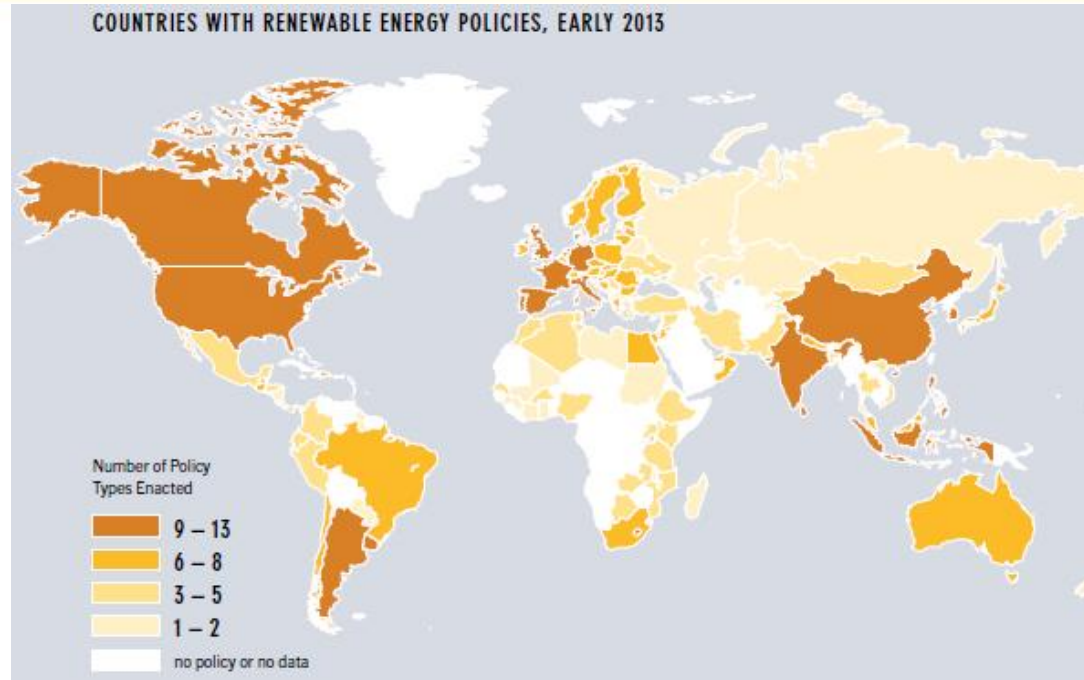 COUNTRIES WITH RENEWABLE ENERGY POLICIES, EARLY 2013
Number of Policy
Types Enacted
9 – 13
6 – 8
3 – 5
1 – 2
no policy or no data